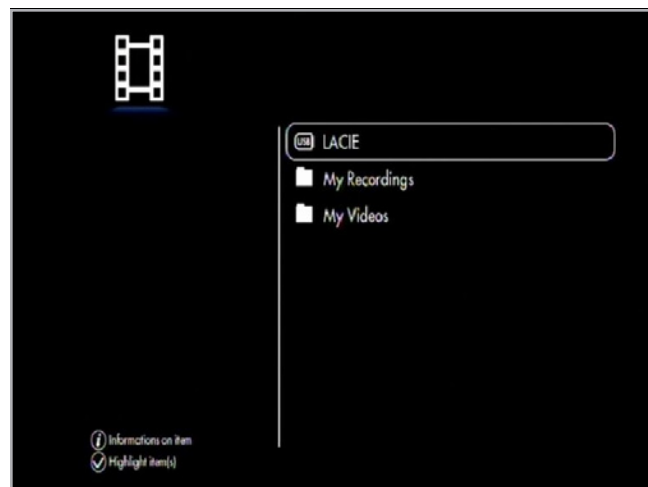 USB LACIE
My Recordings
My Videos
i Informations on item
Highlight item(s)